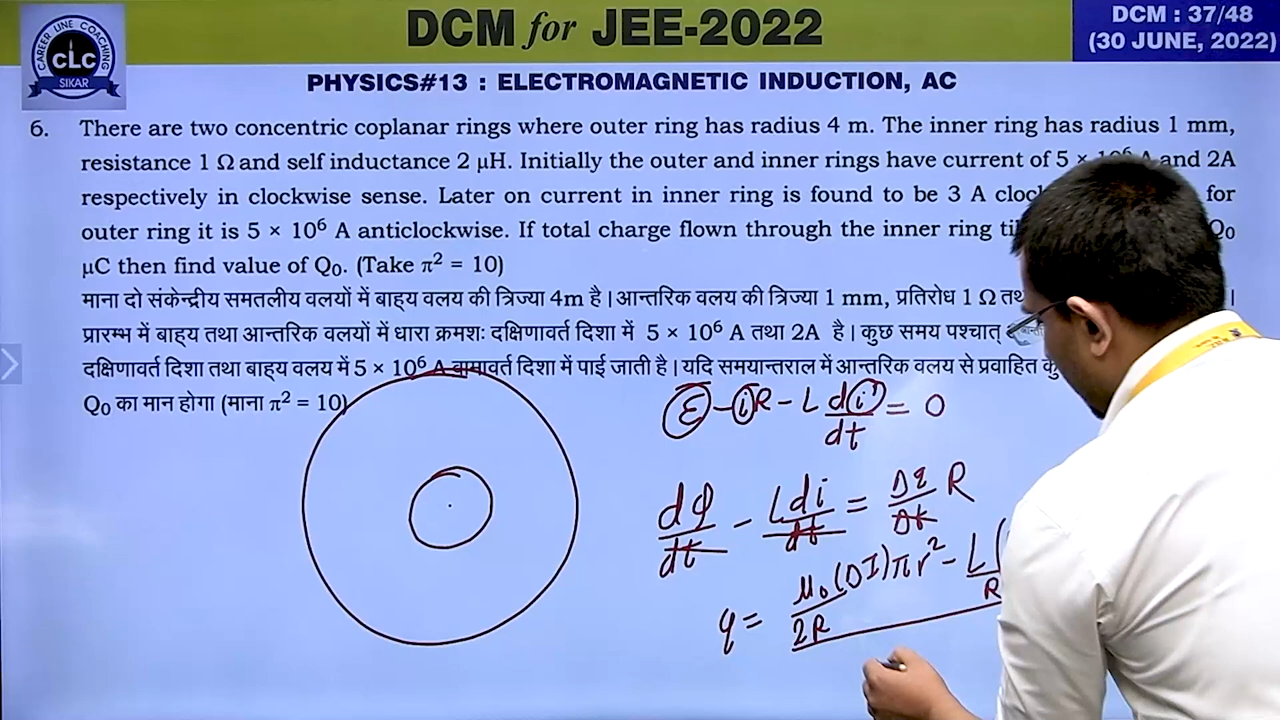 DCM for JEE-2022
DCM : 37/48
(30 JUNE, 2022)
CAREER LINE COACHING
CLC
SIKAR
PHYSICS#13 : ELECTROMAGNETIC INDUCTION, AC
6. There are two concentric coplanar rings where outer ring has radius 4 m. The inner ring has radius 1 mm,
resistance 1 Ω and self inductance 2 μH. Initially the outer and inner rings have current of 5 × 10⁶ A and 2A
respectively in clockwise sense. Later on current in inner ring is found to be 3 A for
outer ring it is 5 × 10⁶ A anticlockwise. If total charge flown through the inner ring Q₀
μC then find value of Q₀. (Take π² = 10)
माना दो संकेन्द्रीय समतलीय वलयों में बाह्य वलय की त्रिज्या 4m है। आन्तरिक वलय की त्रिज्या 1 mm, प्रतिरोध 1 Ω
प्रारम्भ में बाह्य तथा आन्तरिक वलयों में धारा क्रमशः दक्षिणावर्त दिशा में 5 × 10⁶ A तथा 2A है। कुछ समय पश्चात्
दक्षिणावर्त दिशा तथा बाह्य वलय में 5 × 10⁶ A वामावर्त दिशा में पाई जाती है। यदि समयान्तराल में आन्तरिक वलय से प्रवाहित
Q₀ का मान होगा (माना π² = 10)
ε - iR - L di/dt = 0
dφ/dt - L di/dt = Δq/Δt R
q = μ₀(ΔI)πr²/2R - L/R (